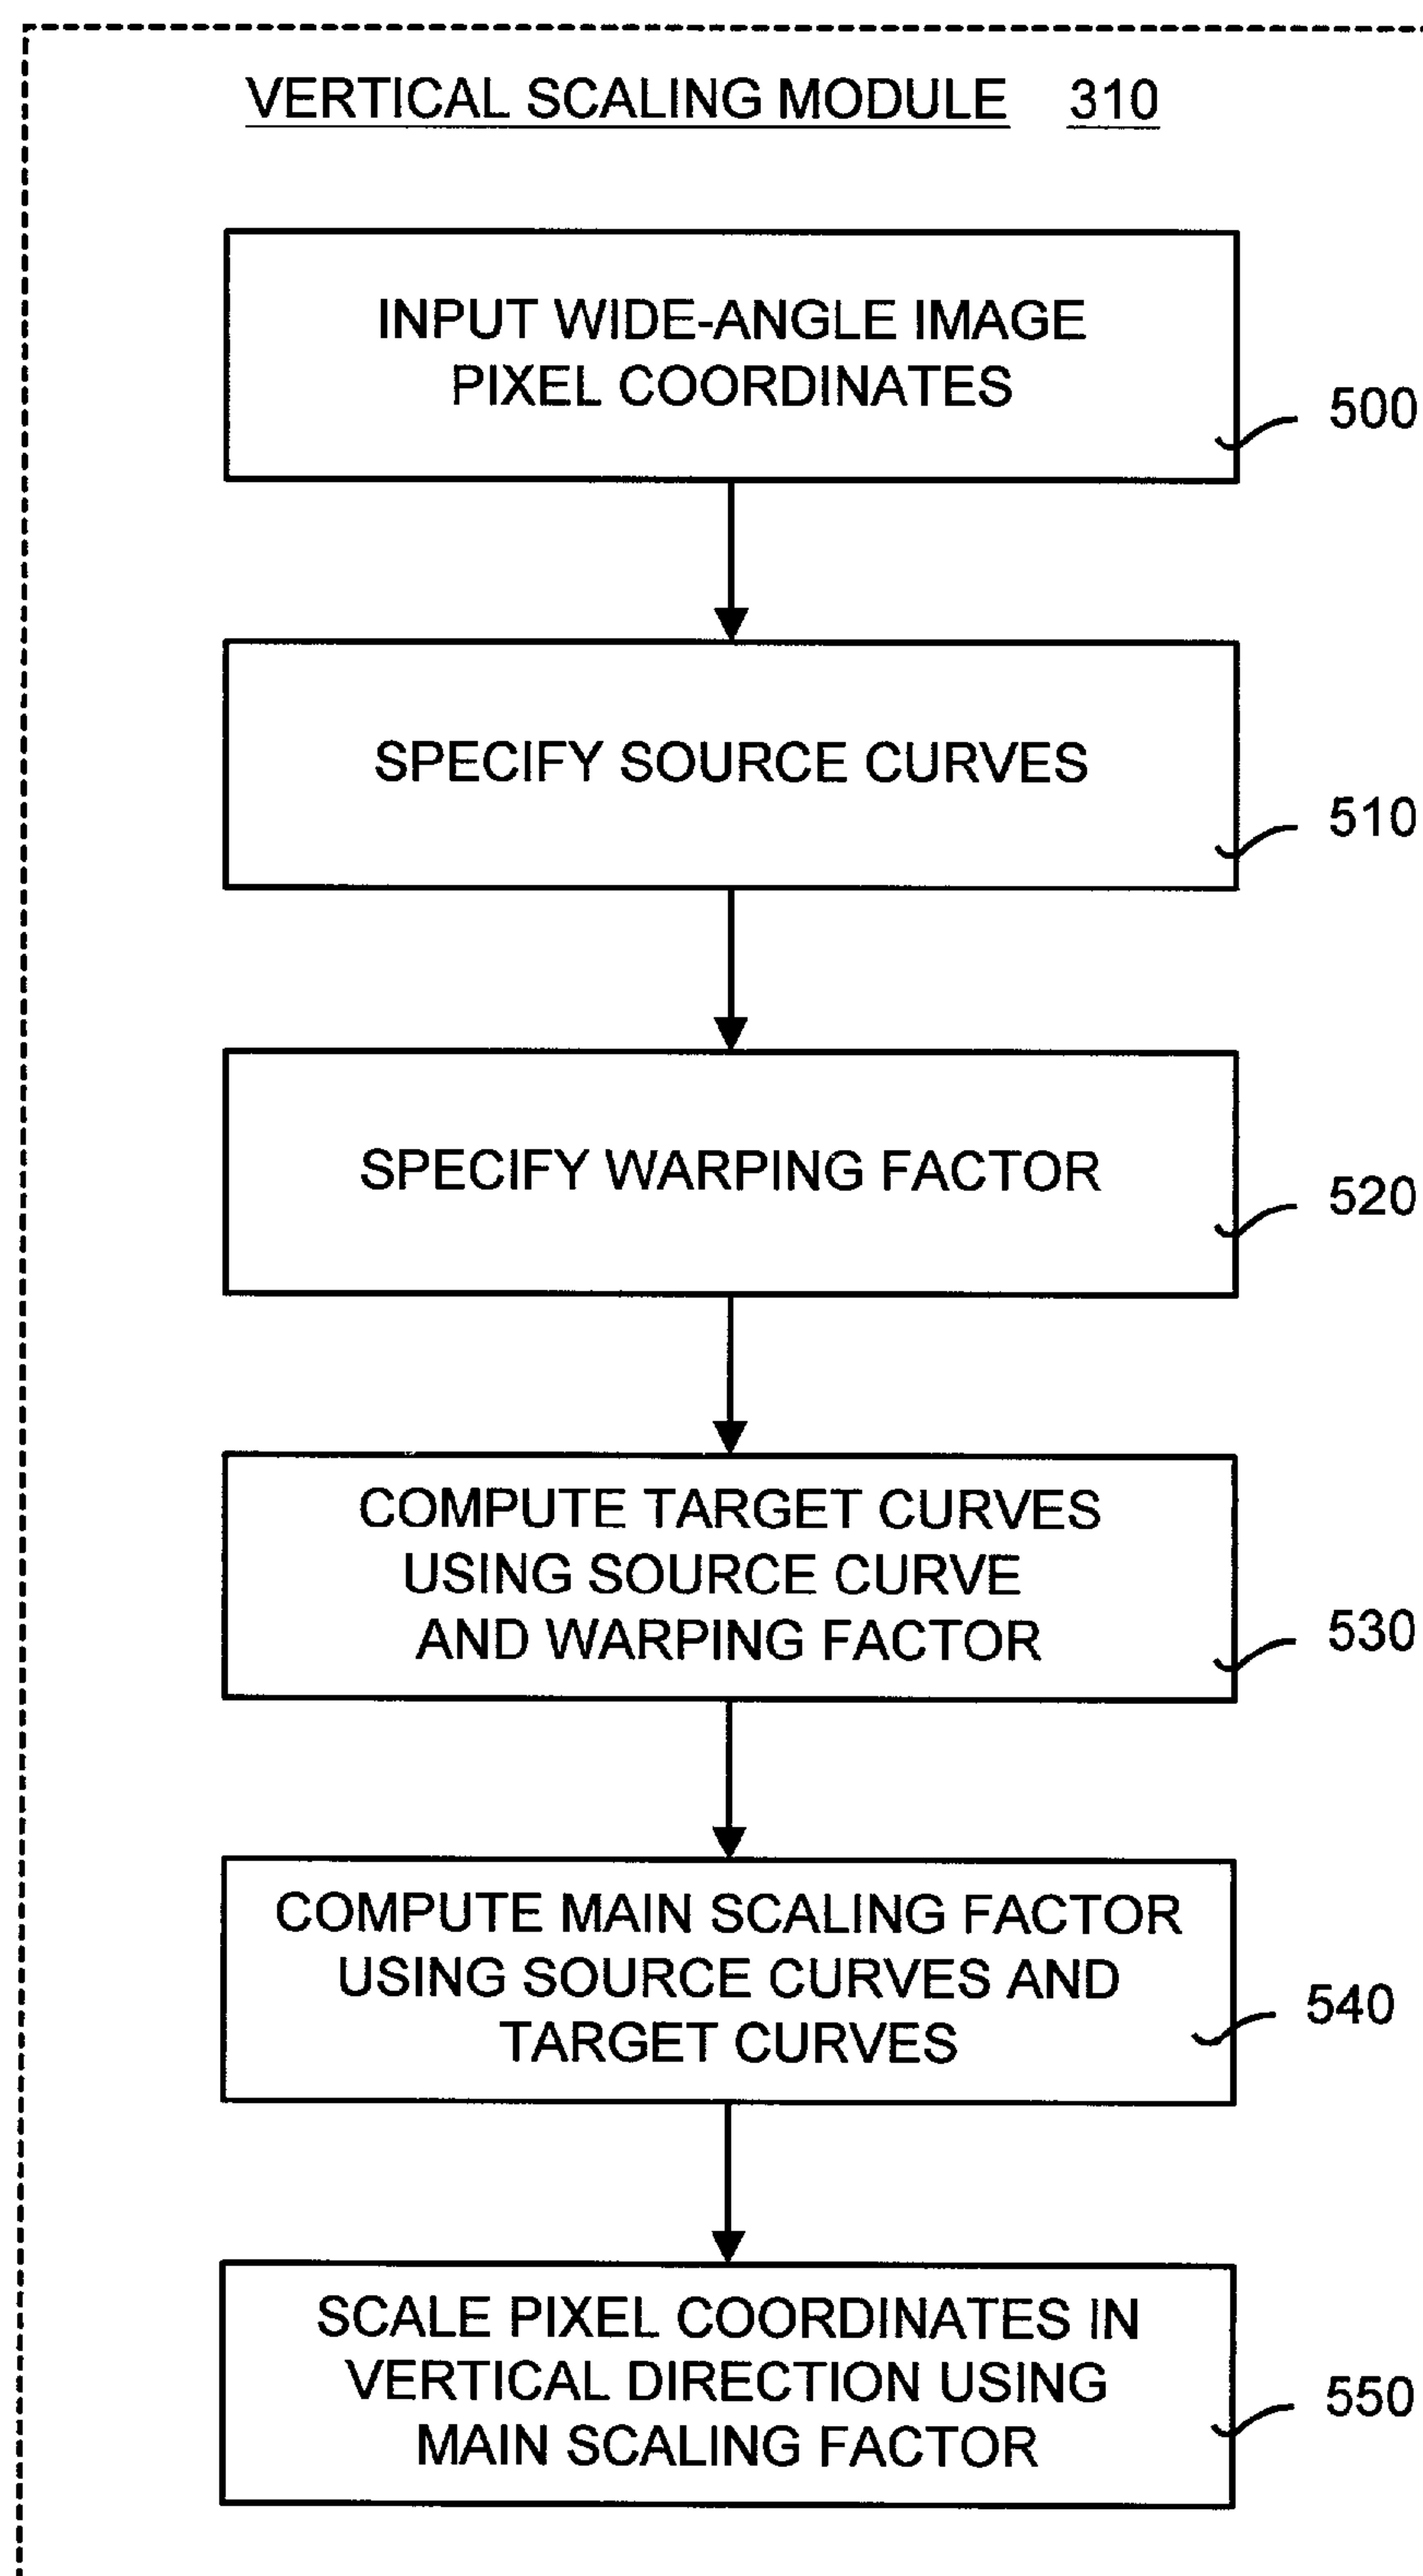 VERTICAL SCALING MODULE 310
INPUT WIDE-ANGLE IMAGE
PIXEL COORDINATES
500
SPECIFY SOURCE CURVES
510
SPECIFY WARPING FACTOR
520
COMPUTE TARGET CURVES
USING SOURCE CURVE
AND WARPING FACTOR
530
COMPUTE MAIN SCALING FACTOR
USING SOURCE CURVES AND
TARGET CURVES
540
SCALE PIXEL COORDINATES IN
VERTICAL DIRECTION USING
MAIN SCALING FACTOR
550